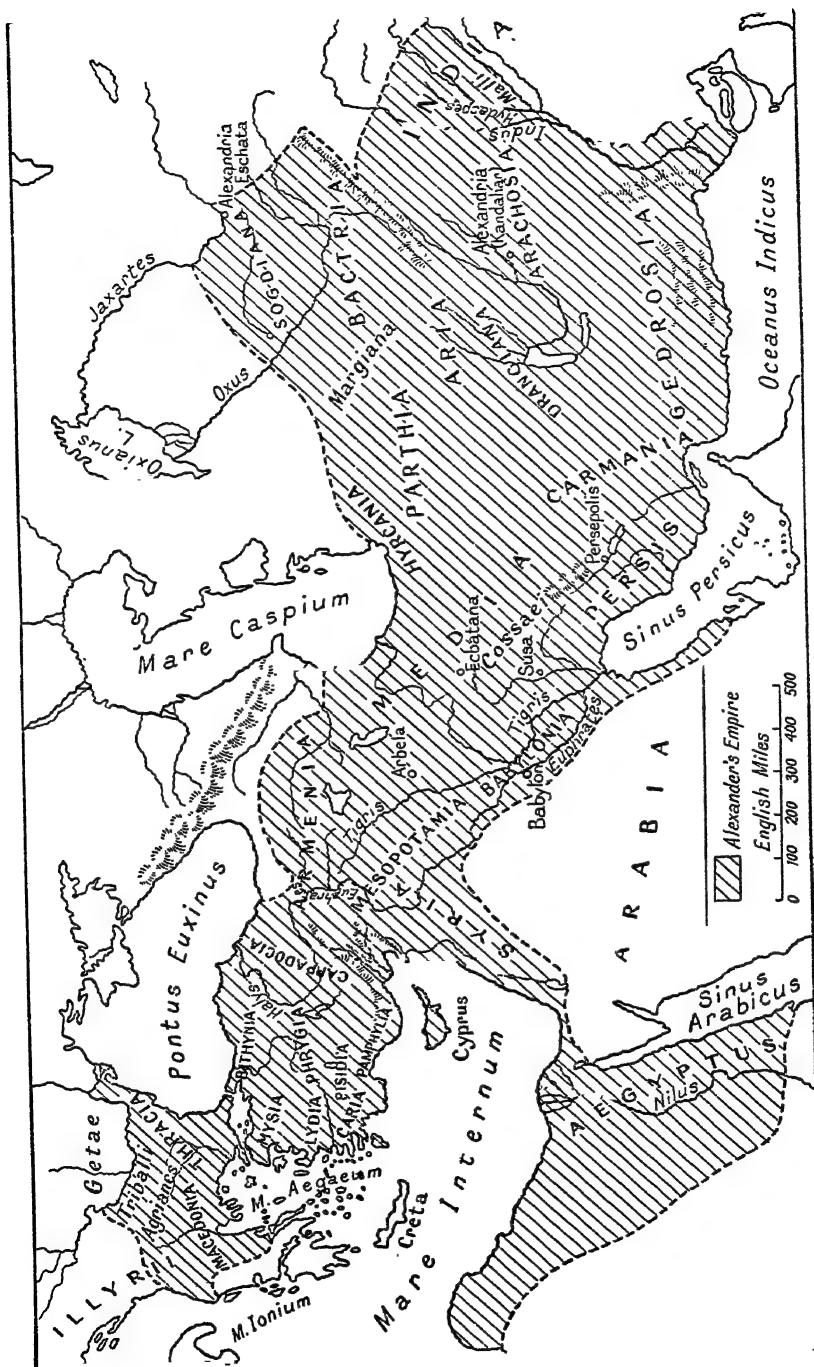 ILLYRI
Getae
Triballi
Agrianes
THRACIA
MACEDONIA
M. Ionium
M. Aegaeum
Creta
Mare Internum
Pontus Euxinus
BITHYNIA
MYSIA
LYDIA
PHRYGIA
CARIA
PISIDIA
PAMPHYLIA
Halys
CAPPADOCIA
Cyprus
ARMENIA
Euphrates
Tigris
MESOPOTAMIA
SYRIA
AEGYPTUS
Nilus
Sinus
Arabicus
ARABIA
Mare Caspium
Arbela
MEDIA
Ecbatana
Cossaei
Susa
Tigris
BABYLONIA
Babylon
Euphrates
PERSUS
Persepolis
Sinus Persicus
Oxianus
L.
Jaxartes
Oxus
HYRCANIA
PARTHIA
Margiana
SOGDIANA
Alexandria
Eschata
BACTRIA
ARIA
DRANGIANA
Alexandria
(Kandahar)
ARACHOSIA
CARMANIA
GEDROSIA
INDIA
Malli
Hydaspes
Indus
Oceanus Indicus
Alexander's Empire
English Miles
0 100 200 300 400 500